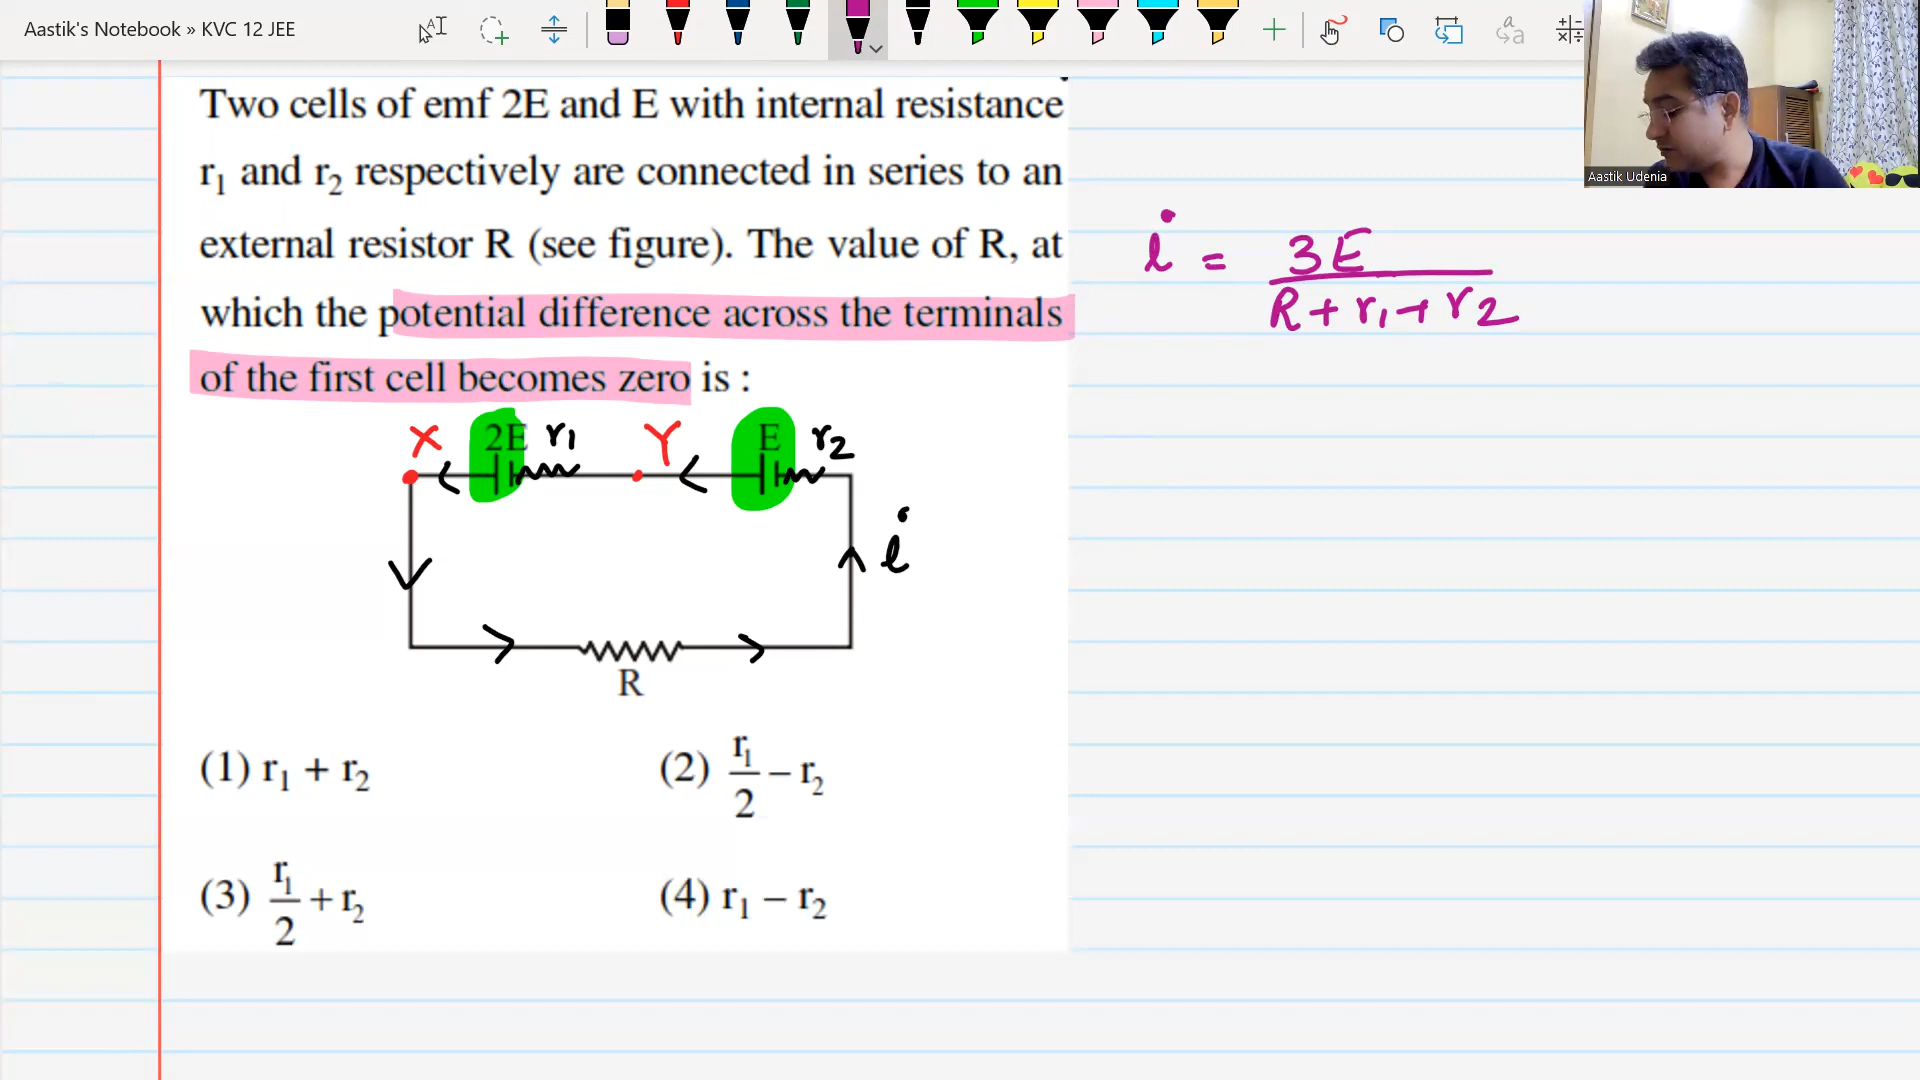 Aastik's Notebook » KVC 12 JEE
Two cells of emf 2E and E with internal resistance
r₁ and r₂ respectively are connected in series to an
external resistor R (see figure). The value of R, at
which the potential difference across the terminals
of the first cell becomes zero is :
Aastik Udenia
i = 3E / (R + r₁ + r₂)
X 2E r₁ Y E r₂
i
R
(1) r₁ + r₂
(2) r₁/2 – r₂
(3) r₁/2 + r₂
(4) r₁ – r₂